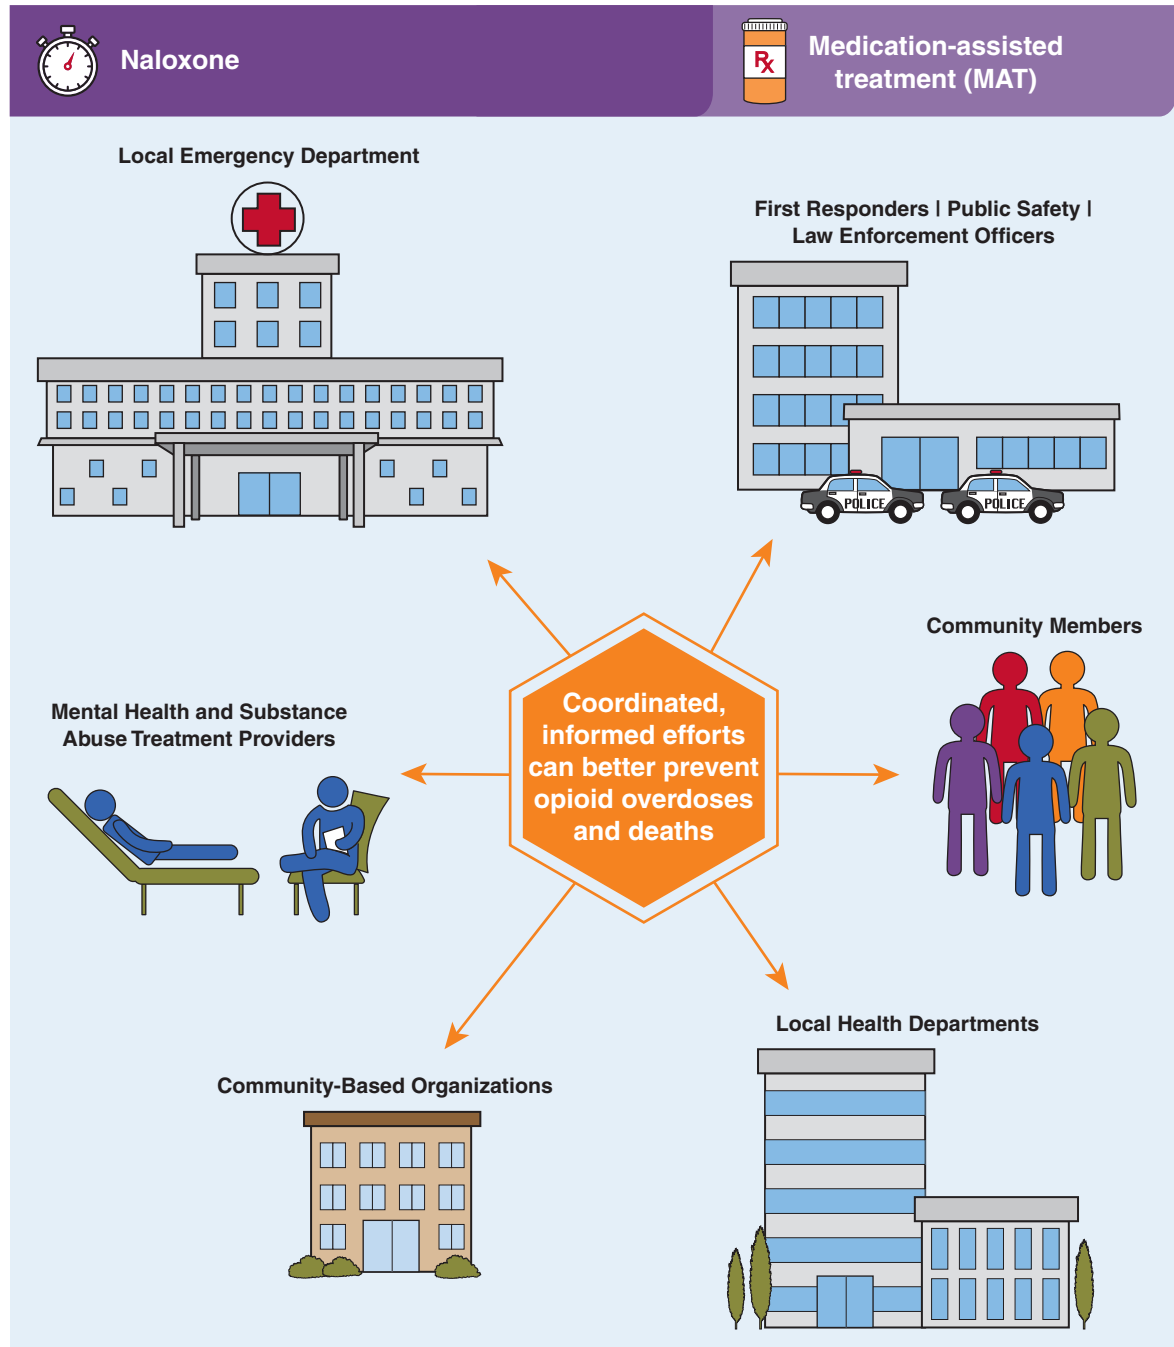 Naloxone
Medication-assisted
treatment (MAT)
Rx
Local Emergency Department
First Responders | Public Safety |
Law Enforcement Officers
POLICE
POLICE
Community Members
Mental Health and Substance
Abuse Treatment Providers
Coordinated,
informed efforts
can better prevent
opioid overdoses
and deaths
Local Health Departments
Community-Based Organizations